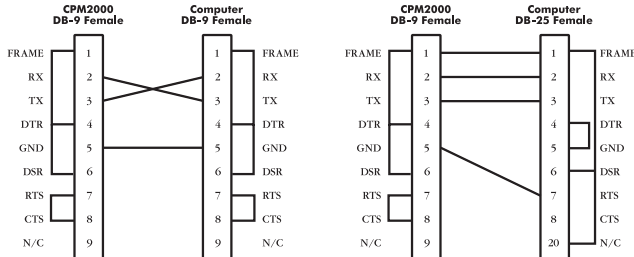 CPM2000 Computer CPM2000 Computer
DB-9 Female DB-9 Female DB-9 Female DB-25 Female
FRAME 1 1 FRAME FRAME 1 1 FRAME
RX 2 2 RX RX 2 2 RX
TX 3 3 TX TX 3 3 TX
DTR 4 4 DTR DTR 4 4 DTR
GND 5 5 GND GND 5 5 GND
DSR 6 6 DSR DSR 6 6 DSR
RTS 7 7 RTS RTS 7 7 RTS
CTS 8 8 CTS CTS 8 8 CTS
N/C 9 9 N/C N/C 9 20 N/C